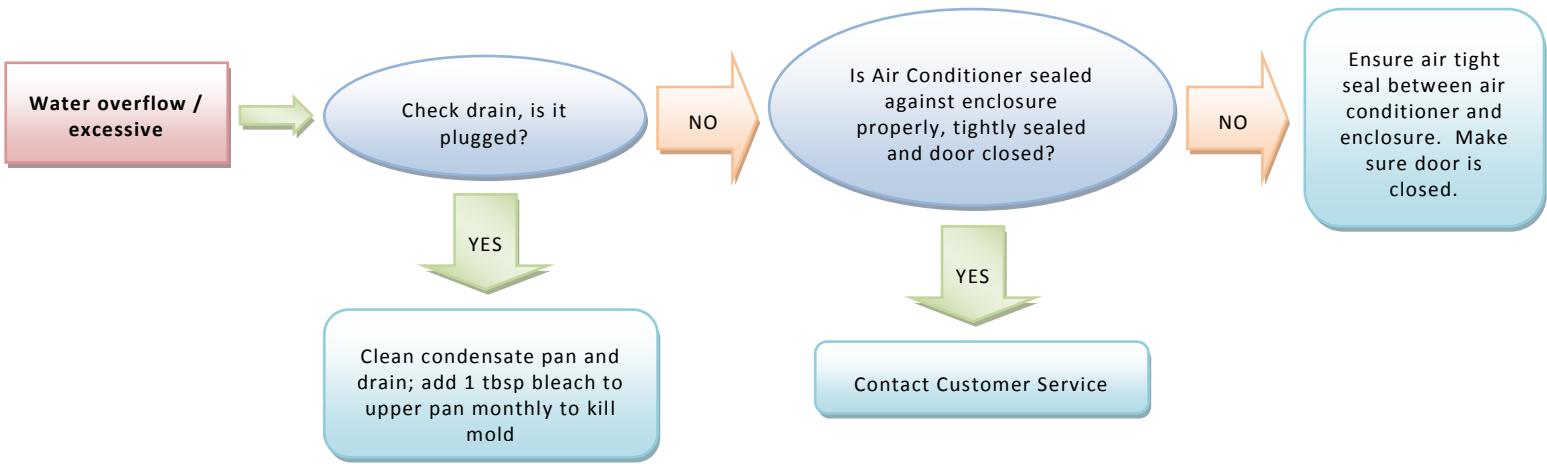 Water overflow /
excessive
Check drain, is it
plugged?
NO
Is Air Conditioner sealed
against enclosure
properly, tightly sealed
and door closed?
NO
Ensure air tight
seal between air
conditioner and
enclosure.  Make
sure door is
closed.
YES
Clean condensate pan and
drain; add 1 tbsp bleach to
upper pan monthly to kill
mold
YES
Contact Customer Service